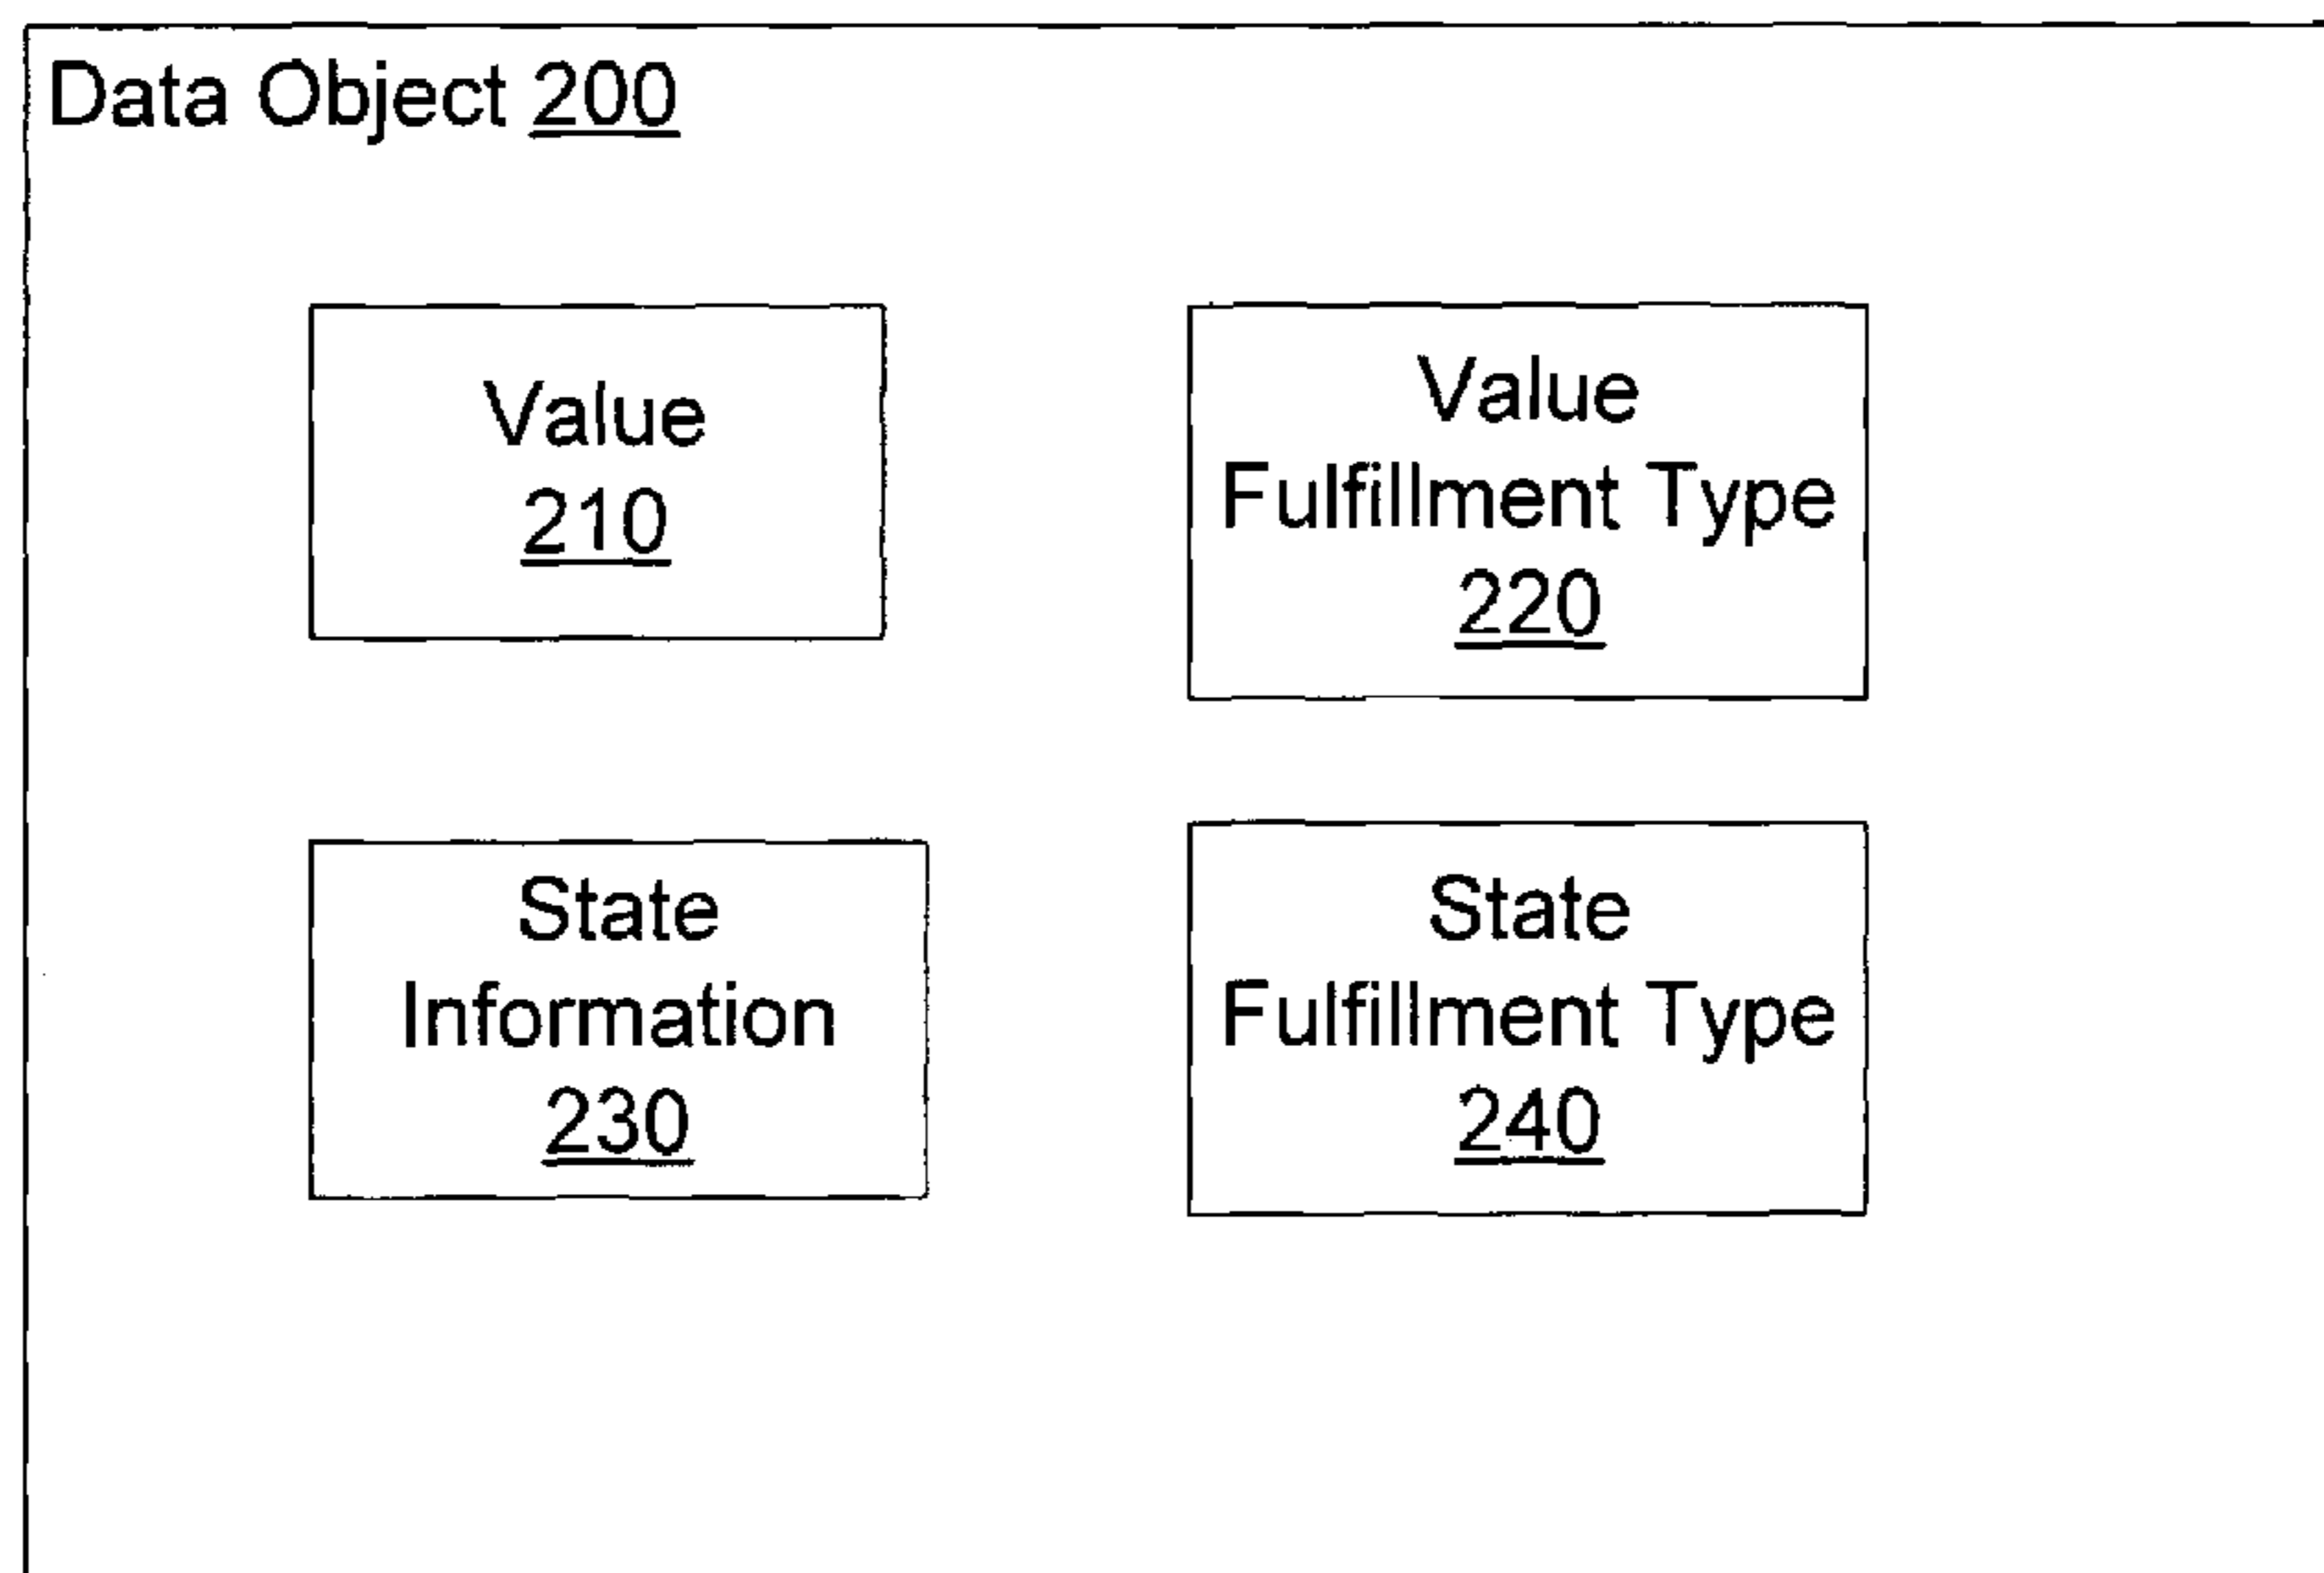 Data Object 200
Value
210
Value
Fulfillment Type
220
State
Information
230
State
Fulfillment Type
240